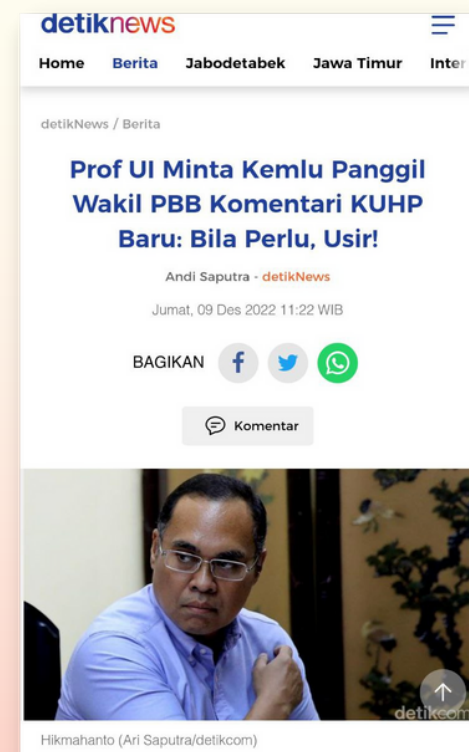 detiknews
Home Berita Jabodetabek Jawa Timur Inter
detikNews / Berita
Prof UI Minta Kemlu Panggil
Wakil PBB Komentari KUHP
Baru: Bila Perlu, Usir!
Andi Saputra - detikNews
Jumat, 09 Des 2022 11:22 WIB
BAGIKAN
Komentar
detikcom
Hikmahanto (Ari Saputra/detikcom)